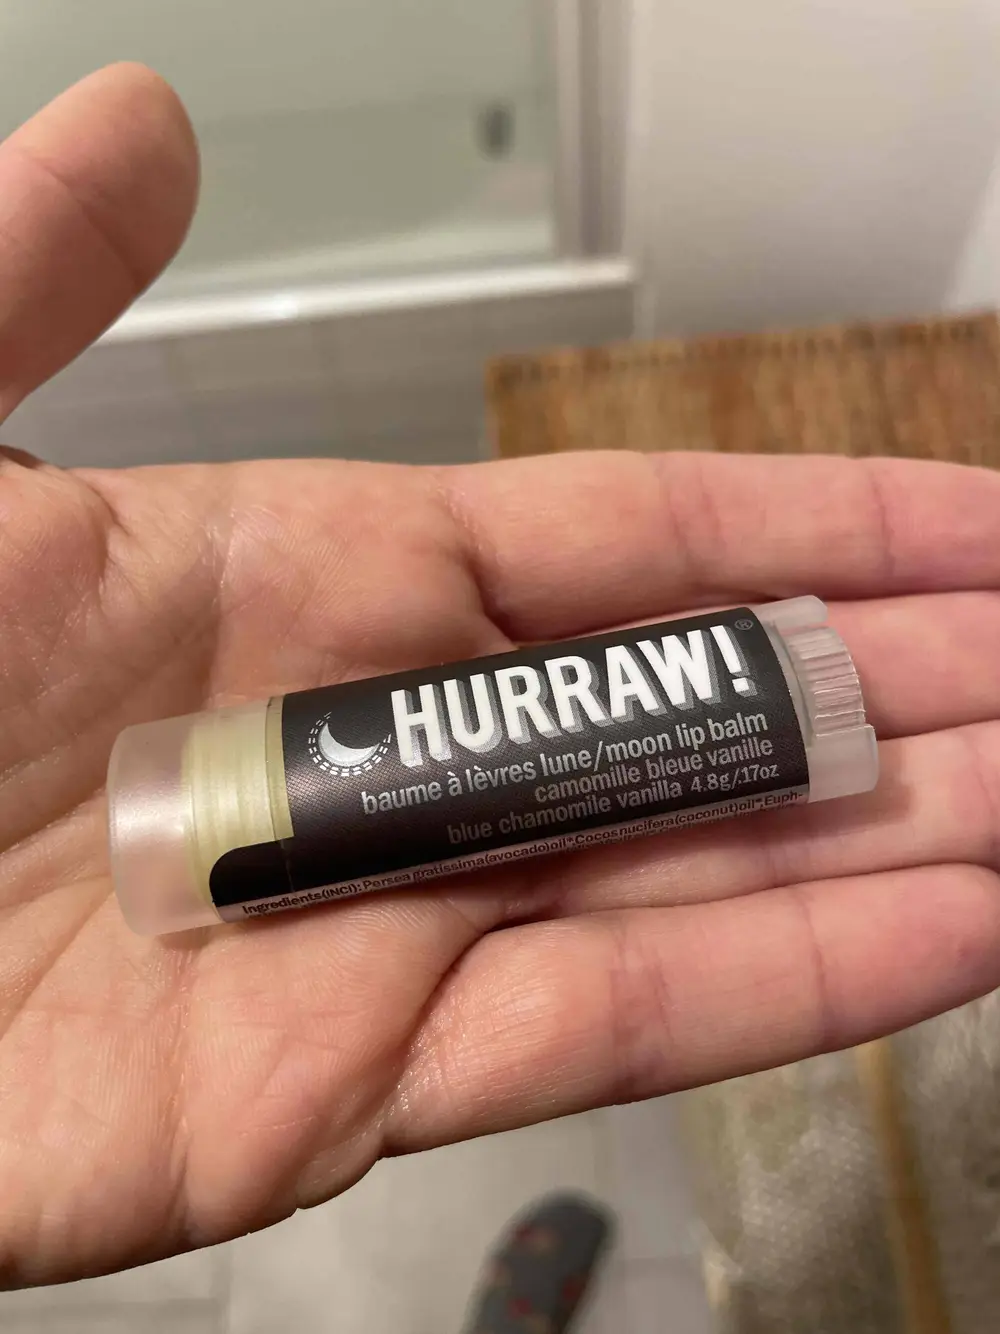 HURRAW!®
baume à lèvres lune/moon lip balm
camomille bleue vanille
blue chamomile vanilla 4.8g/.17oz
Ingredients(INCI): Persea gratissima(avocado)oil*,Cocos nucifera(coconut)oil*,Euph-